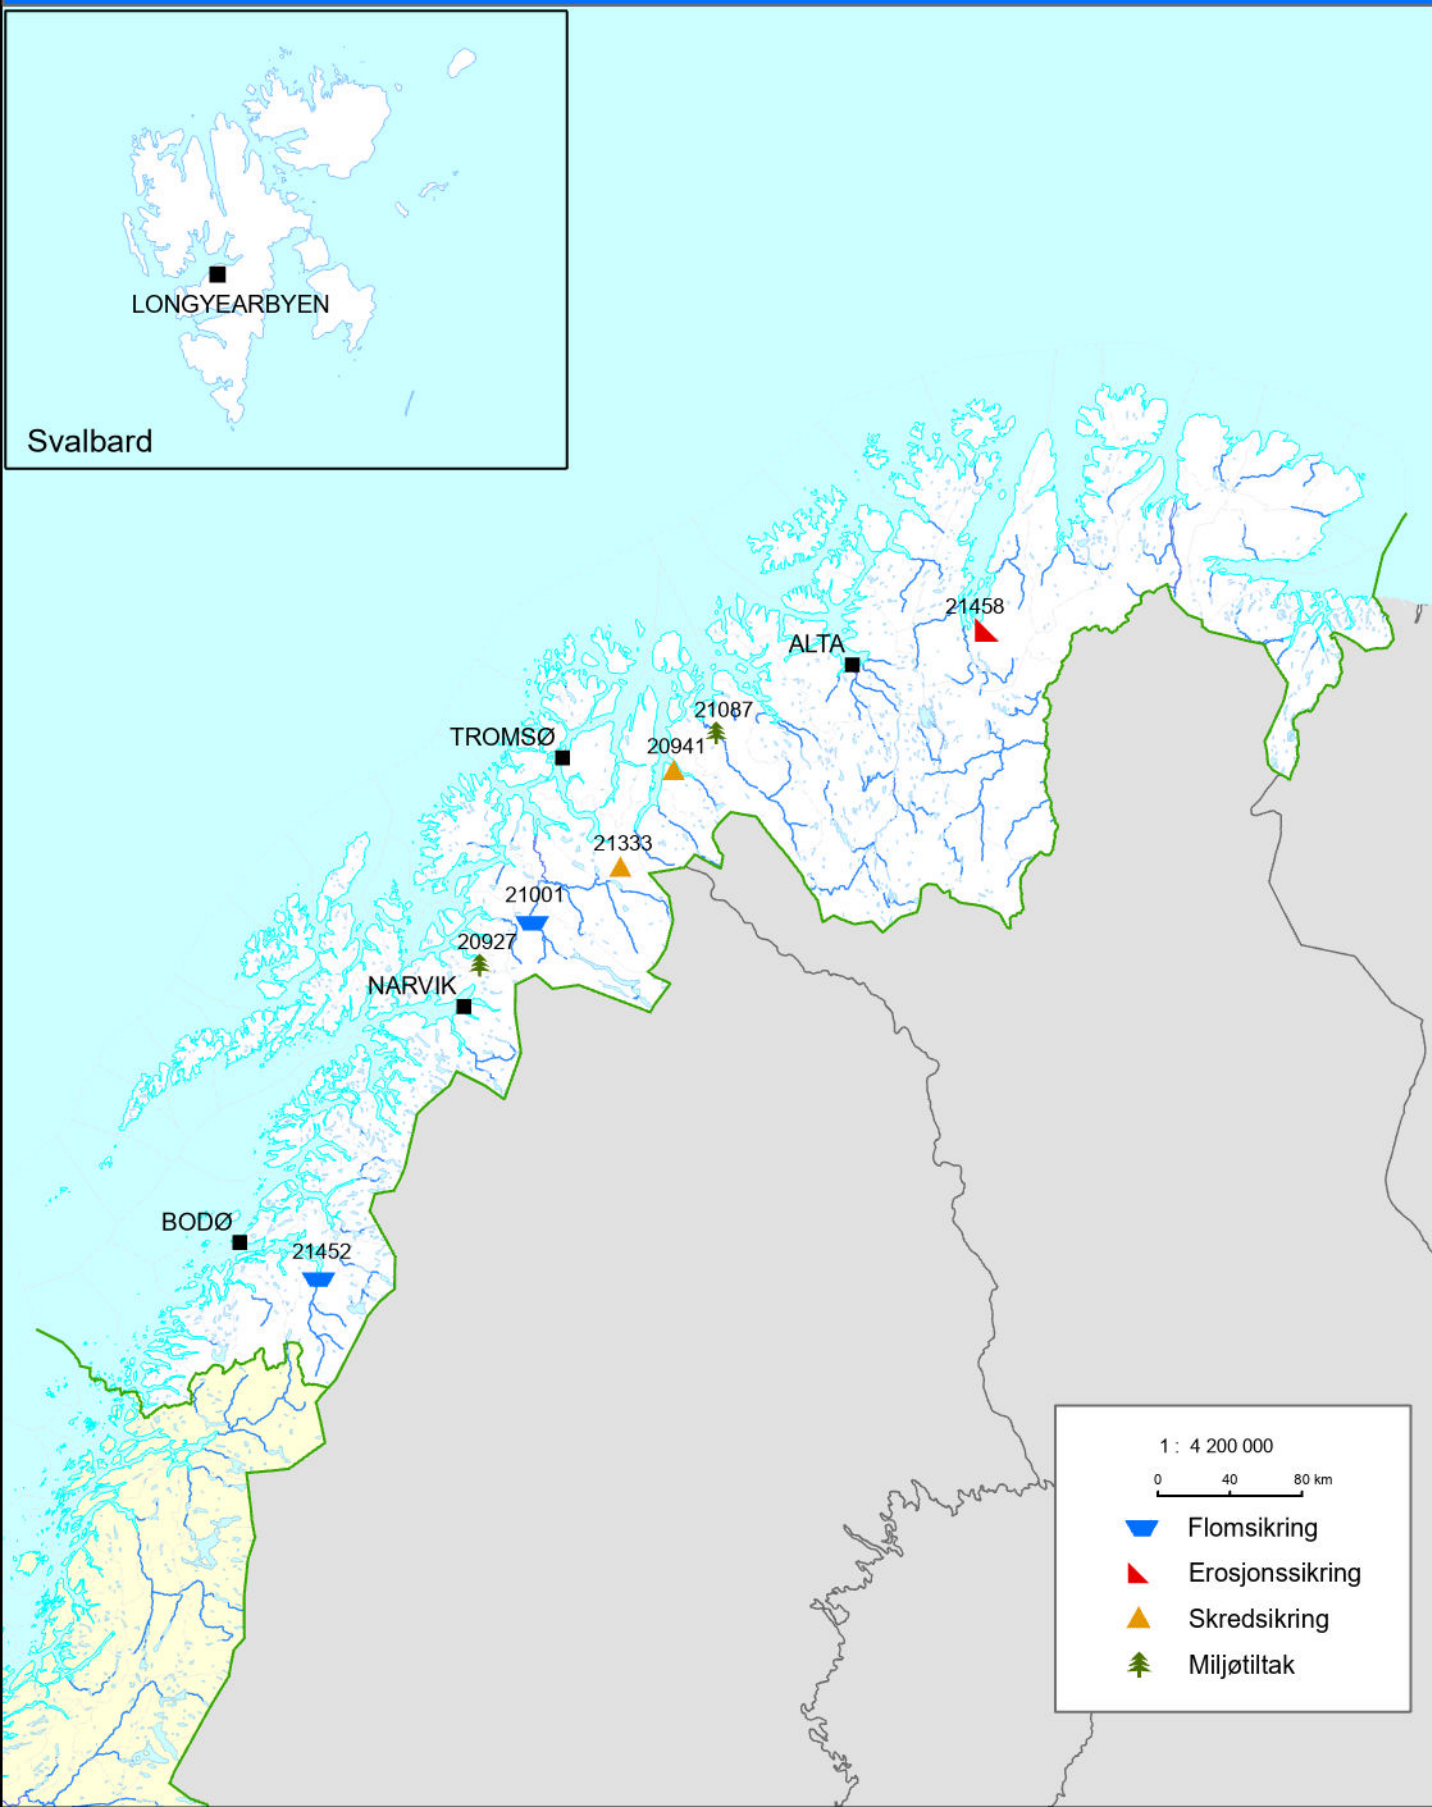 LONGYEARBYEN
Svalbard
21458
ALTA
21087
TROMSØ
20941
21333
21001
20927
NARVIK
BODØ
21452
1 : 4 200 000
0 40 80 km
Flomsikring
Erosjonssikring
Skredsikring
Miljøtiltak